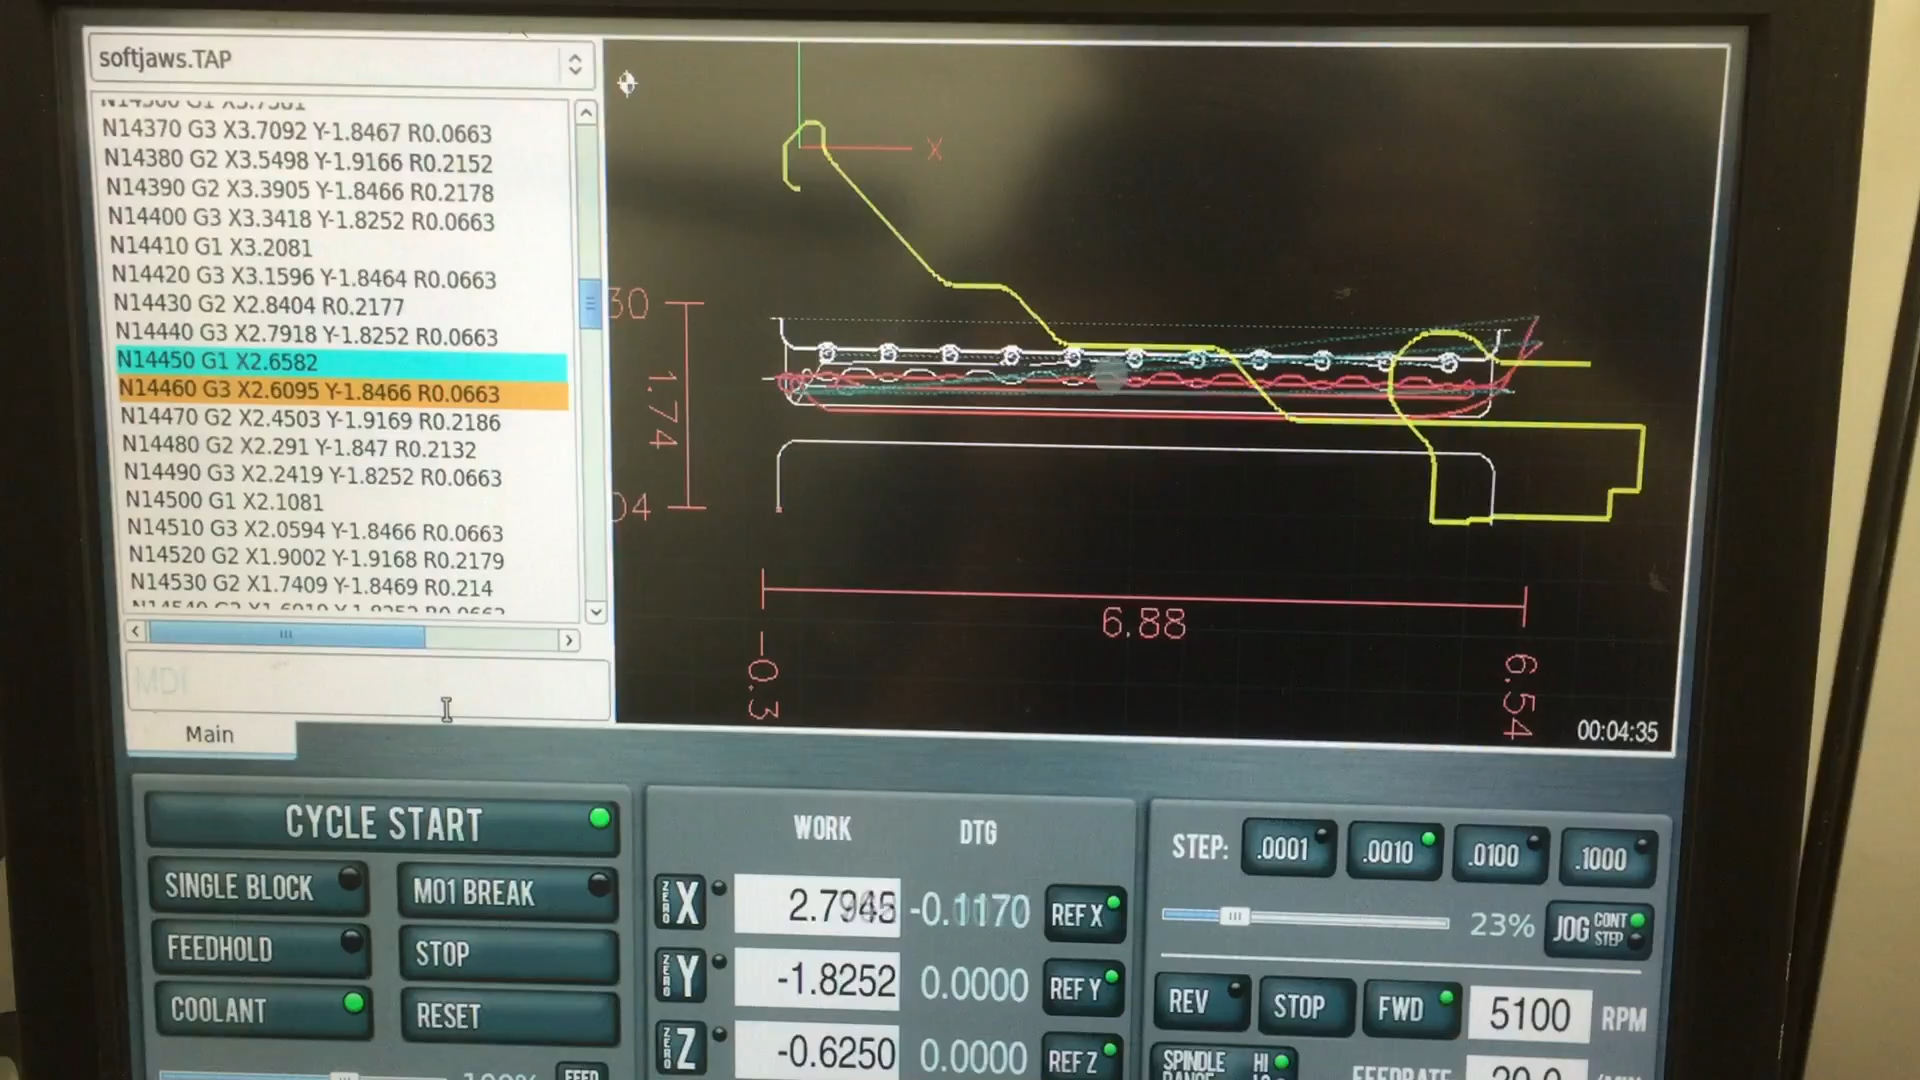 softjaws.TAP
N14370 G3 X3.7092 Y-1.8467 R0.0663
N14380 G2 X3.5498 Y-1.9166 R0.2152
N14390 G2 X3.3905 Y-1.8466 R0.2178
N14400 G3 X3.3418 Y-1.8252 R0.0663
N14410 G1 X3.2081
N14420 G3 X3.1596 Y-1.8464 R0.0663
N14430 G2 X2.8404 R0.2177
N14440 G3 X2.7918 Y-1.8252 R0.0663
N14450 G1 X2.6582
N14460 G3 X2.6095 Y-1.8466 R0.0663
N14470 G2 X2.4503 Y-1.9169 R0.2186
N14480 G2 X2.291 Y-1.847 R0.2132
N14490 G3 X2.2419 Y-1.8252 R0.0663
N14500 G1 X2.1081
N14510 G3 X2.0594 Y-1.8466 R0.0663
N14520 G2 X1.9002 Y-1.9168 R0.2179
N14530 G2 X1.7409 Y-1.8469 R0.214
MDI
Main
X
1.74
6.88
-0.3
6.54
00:04:35
CYCLE START
SINGLE BLOCK
M01 BREAK
FEEDHOLD
STOP
COOLANT
RESET
WORK
DTG
ZERO X 2.7945 -0.1170 REF X
ZERO Y -1.8252 0.0000 REF Y
ZERO Z -0.6250 0.0000 REF Z
STEP: .0001 .0010 .0100 .1000
23%
JOG CONT STEP
REV STOP FWD 5100 RPM
SPINDLE HI